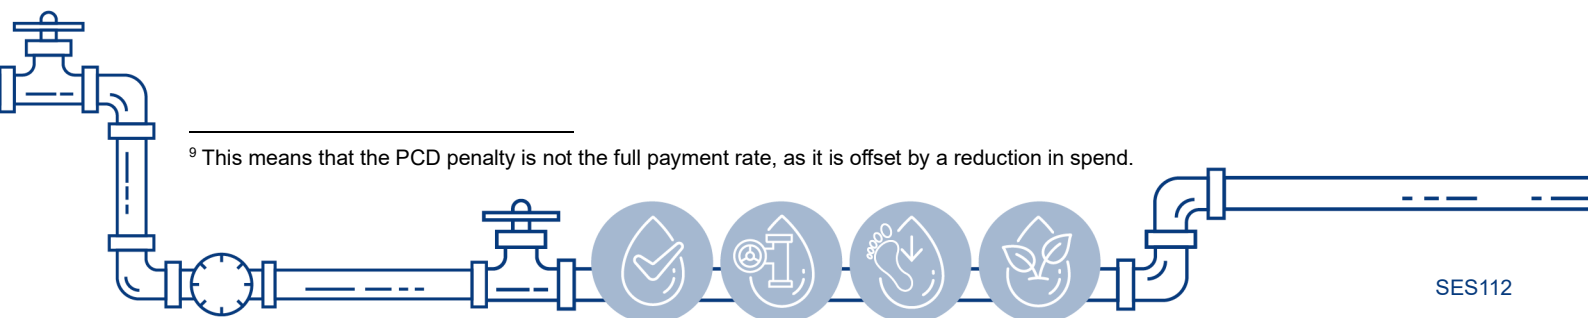 9 This means that the PCD penalty is not the full payment rate, as it is offset by a reduction in spend.
SES112